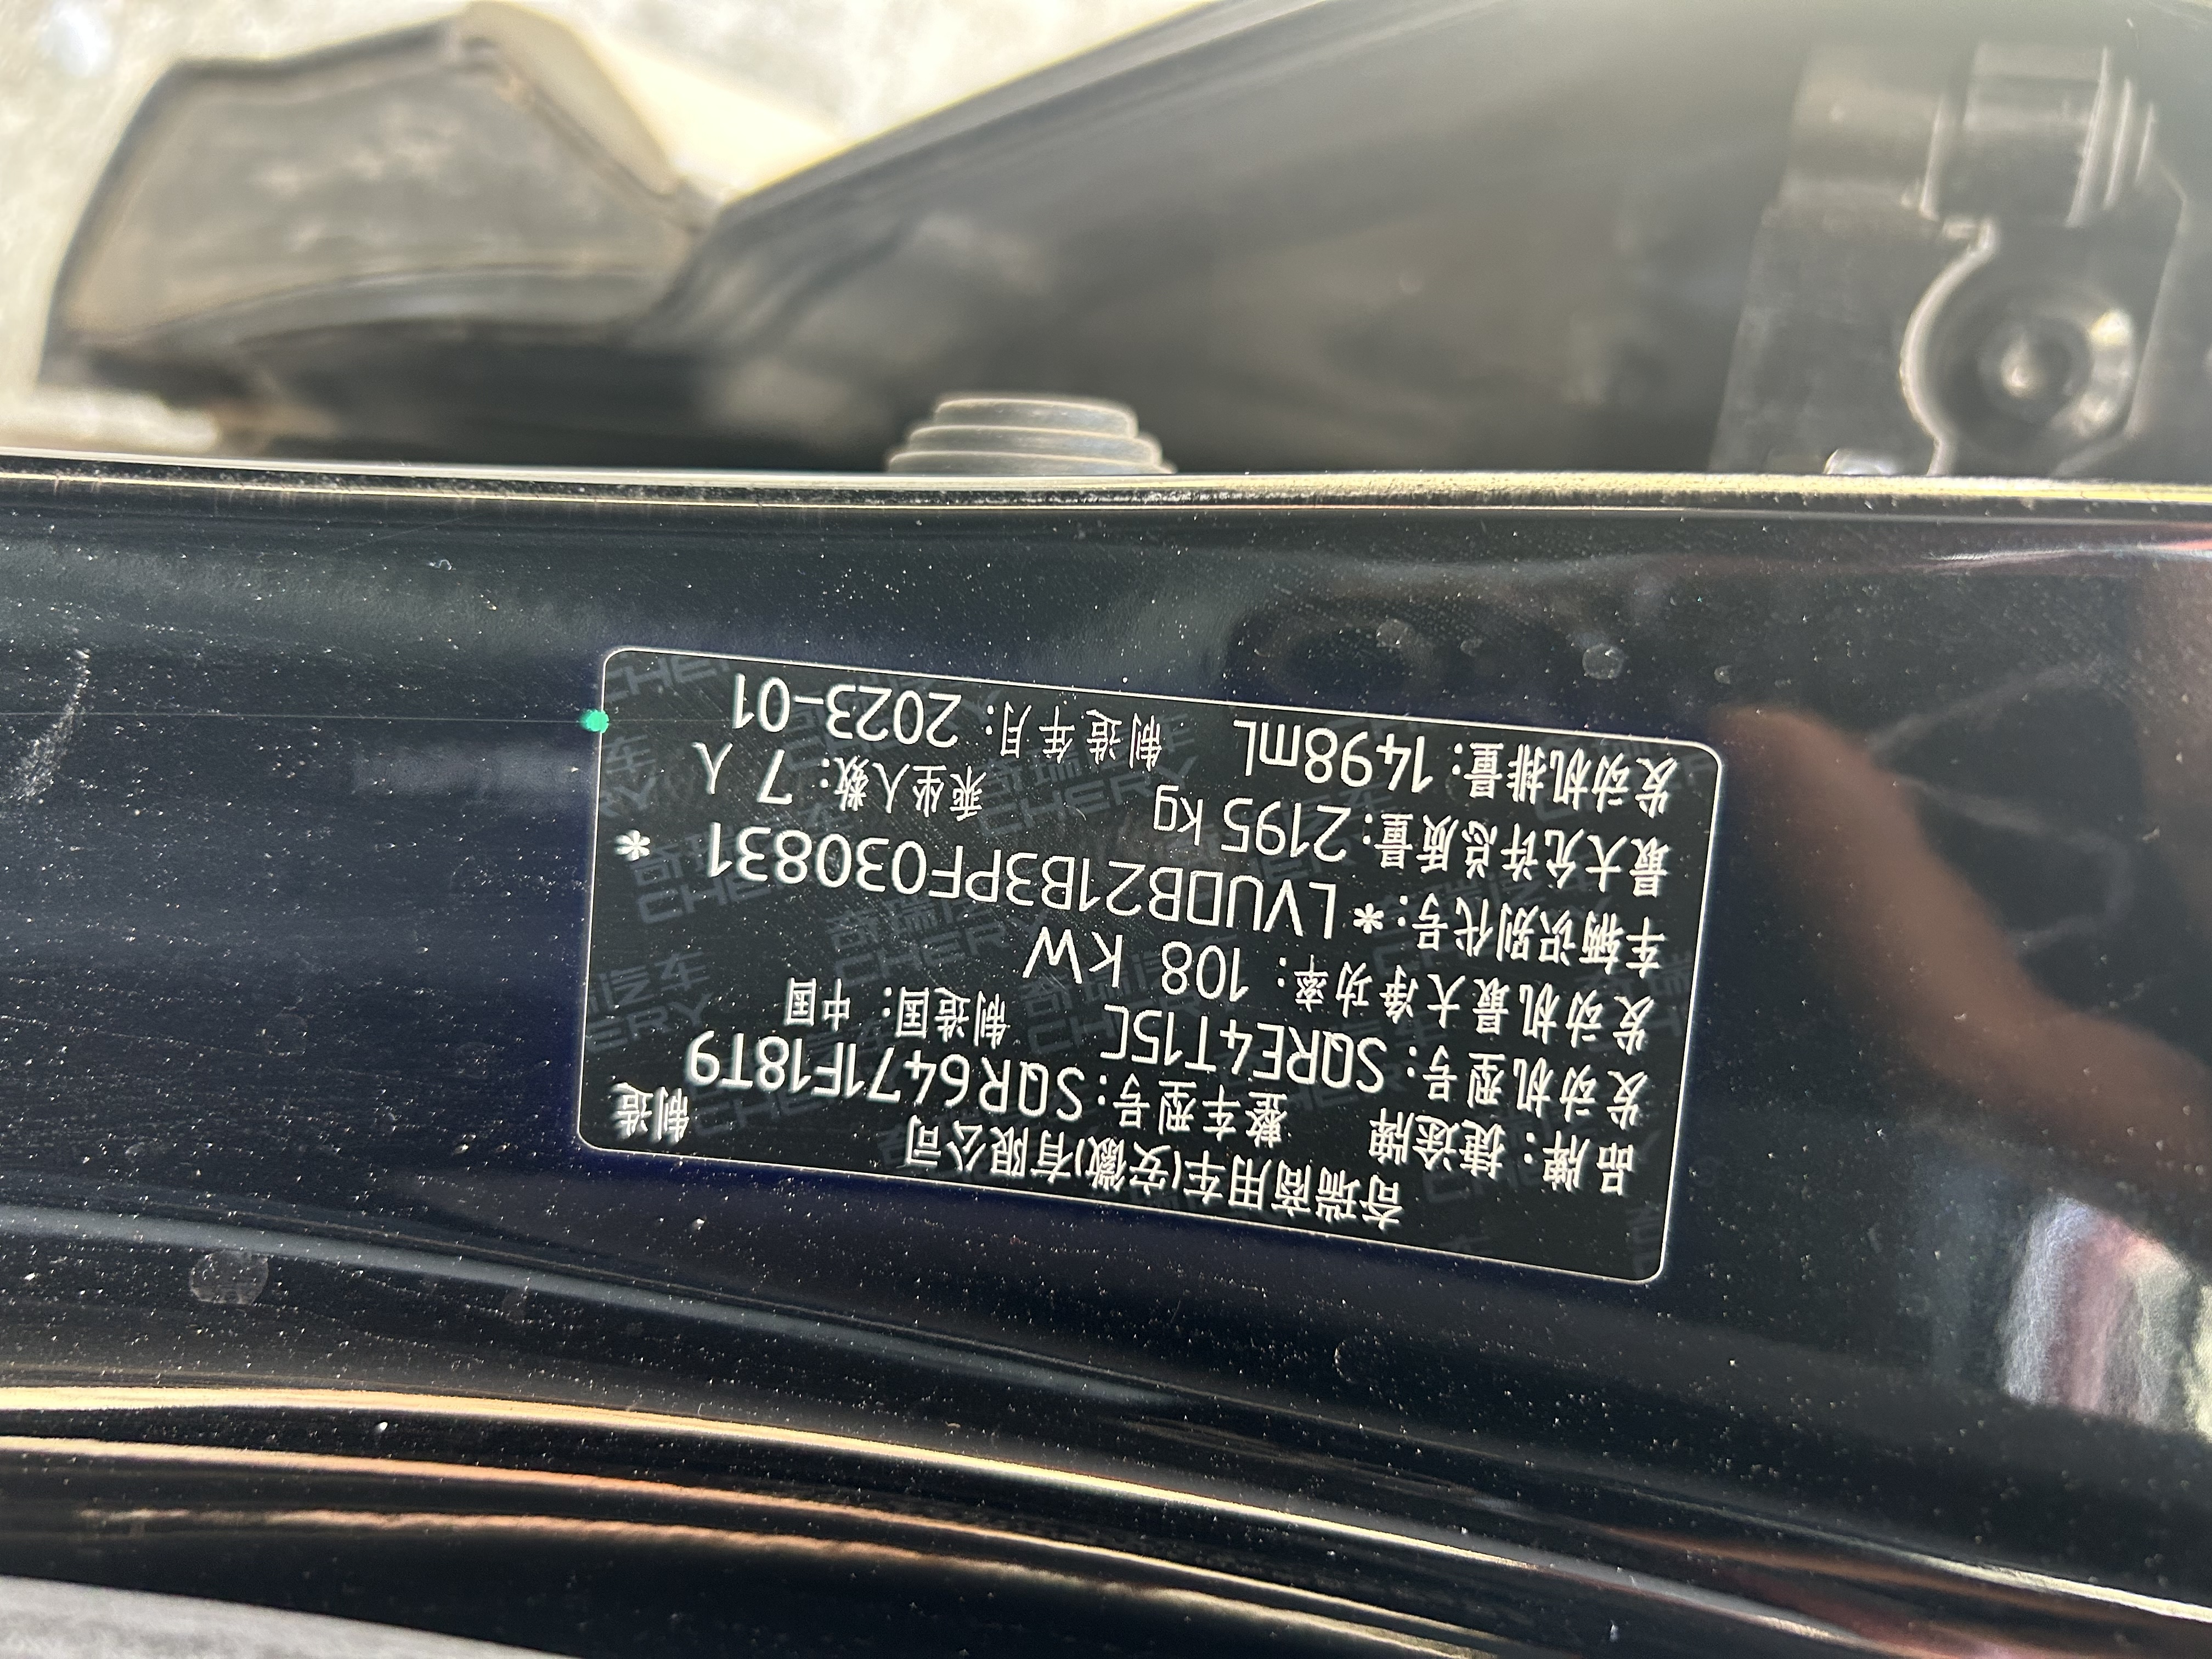 奇瑞商用车(安徽)有限公司 制造
品牌：捷途牌 整车型号：SQR6471F18T9
发动机型号：SQRE4T15C 制造国：中国
发动机最大净功率：108 KW
车辆识别代号：*LVUDB21B3PF030831*
最大允许总质量：2195 kg 乘坐人数：7 人
发动机排量：1498mL 制造年月：2023-01